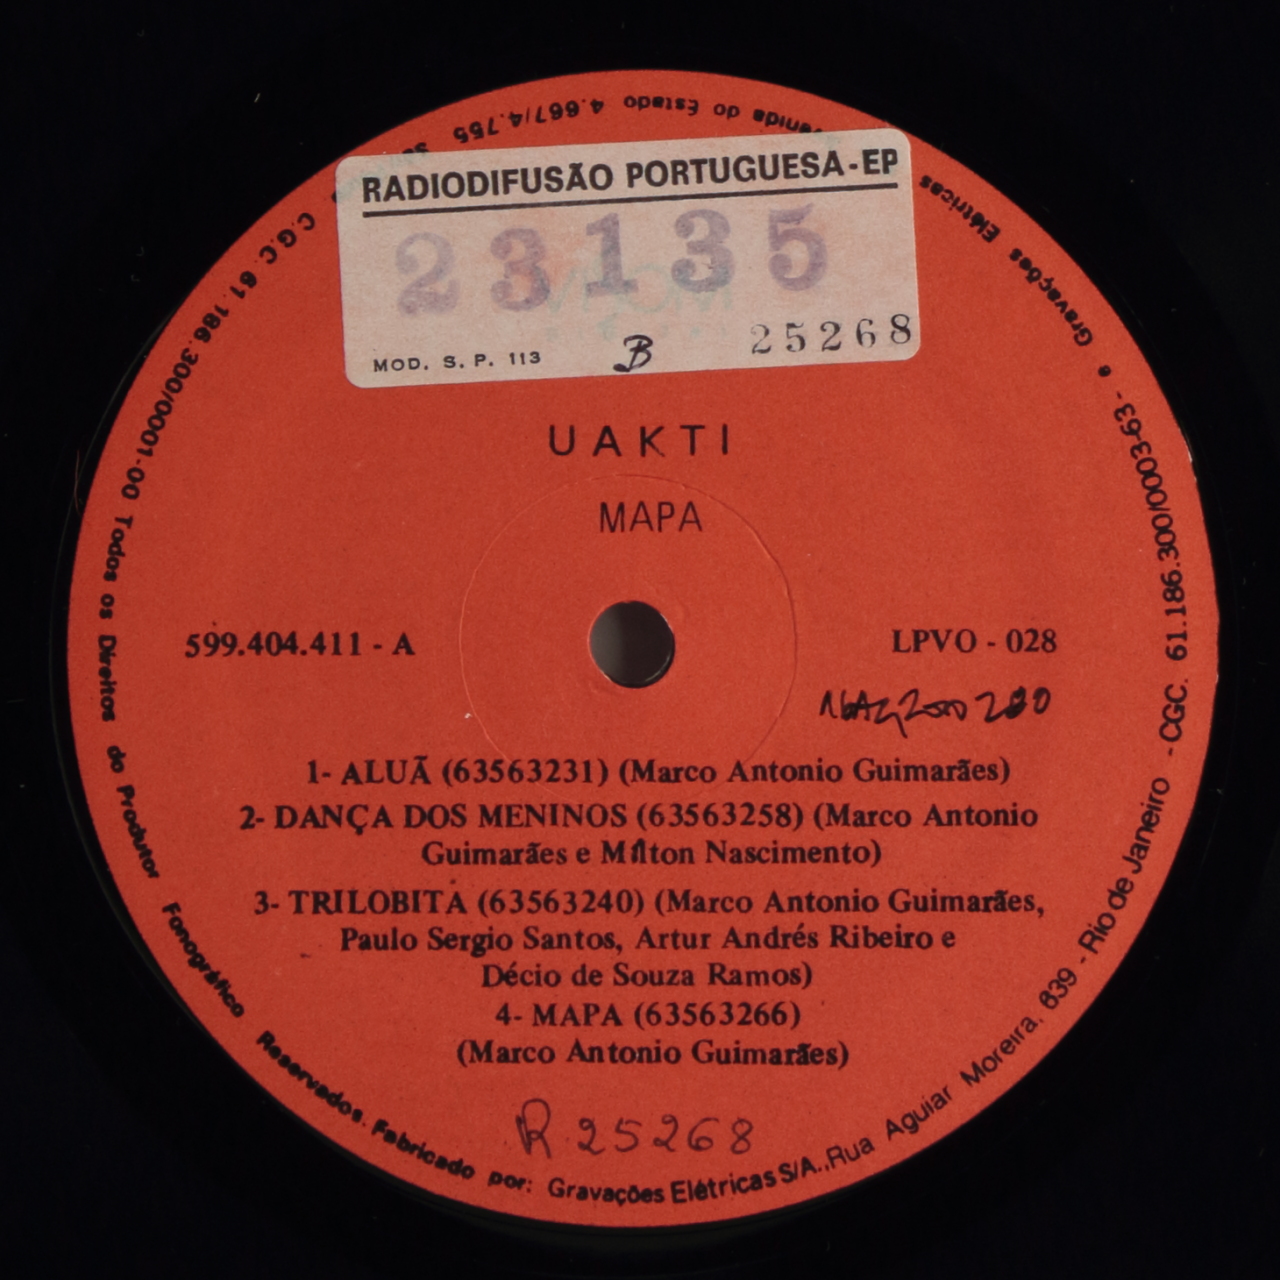 RADIODIFUSÃO PORTUGUESA-EP
23135
MOD. S. P. 113 B 25268
UAKTI
MAPA
599.404.411 - A
LPVO - 028
1- ALUÃ (63563231) (Marco Antonio Guimarães)
2- DANÇA DOS MENINOS (63563258) (Marco Antonio
Guimarães e Milton Nascimento)
3- TRILOBITA (63563240) (Marco Antonio Guimarães,
Paulo Sergio Santos, Artur Andrés Ribeiro e
Décio de Souza Ramos)
4- MAPA (63563266)
(Marco Antonio Guimarães)
R 25268
Gravações Elétricas
do Estado 4.667/4.755
C.G.C. 61.186.300/0001-00 Todos os Direitos do Produtor Fonográfico Reservados. Fabricado por: Gravações Elétricas S/A., Rua Aguiar Moreira, 639 - Rio de Janeiro - CGC. 61.186.300/0003-63 -